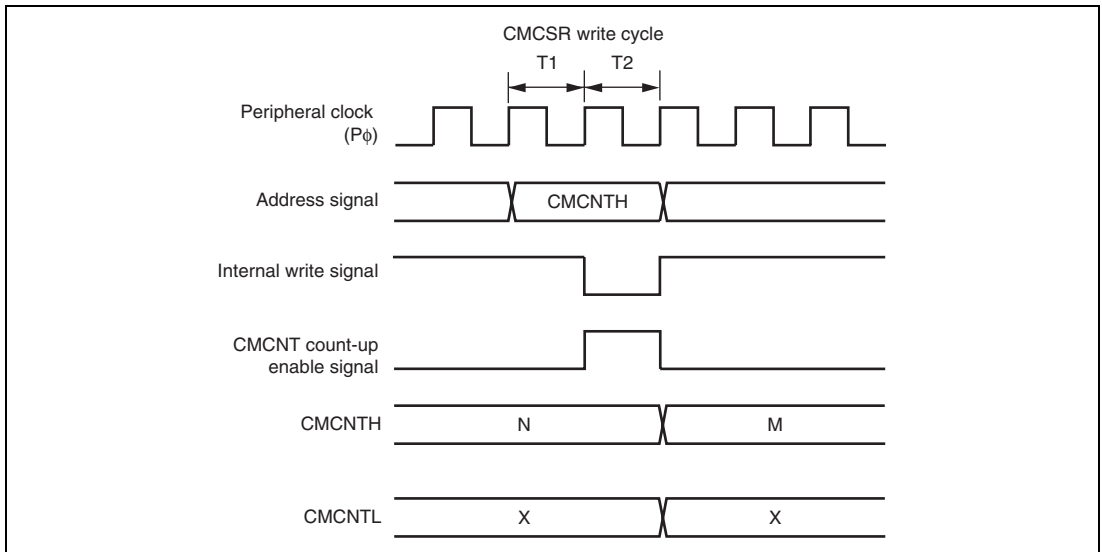 CMCSR write cycle
T1 T2
Peripheral clock
(Pϕ)
Address signal CMCNTH
Internal write signal
CMCNT count-up
enable signal
CMCNTH N M
CMCNTL X X